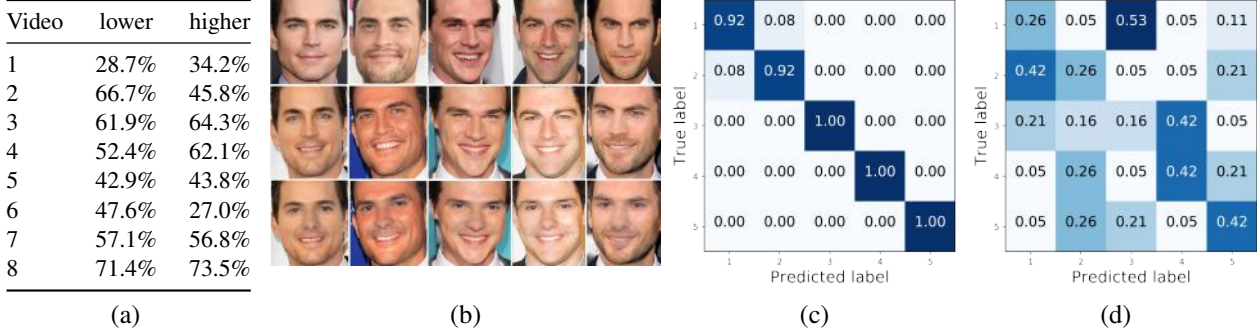 Video lower higher
1 28.7% 34.2%
2 66.7% 45.8%
3 61.9% 64.3%
4 52.4% 62.1%
5 42.9% 43.8%
6 47.6% 27.0%
7 57.1% 56.8%
8 71.4% 73.5%
(a)
(b)
True label
1 0.92 0.08 0.00 0.00 0.00
2 0.08 0.92 0.00 0.00 0.00
3 0.00 0.00 1.00 0.00 0.00
4 0.00 0.00 0.00 1.00 0.00
5 0.00 0.00 0.00 0.00 1.00
1 2 3 4 5
Predicted label
(c)
True label
1 0.26 0.05 0.53 0.05 0.11
2 0.42 0.26 0.05 0.05 0.21
3 0.21 0.16 0.16 0.42 0.05
4 0.05 0.26 0.05 0.42 0.21
5 0.05 0.26 0.21 0.05 0.42
1 2 3 4 5
Predicted label
(d)